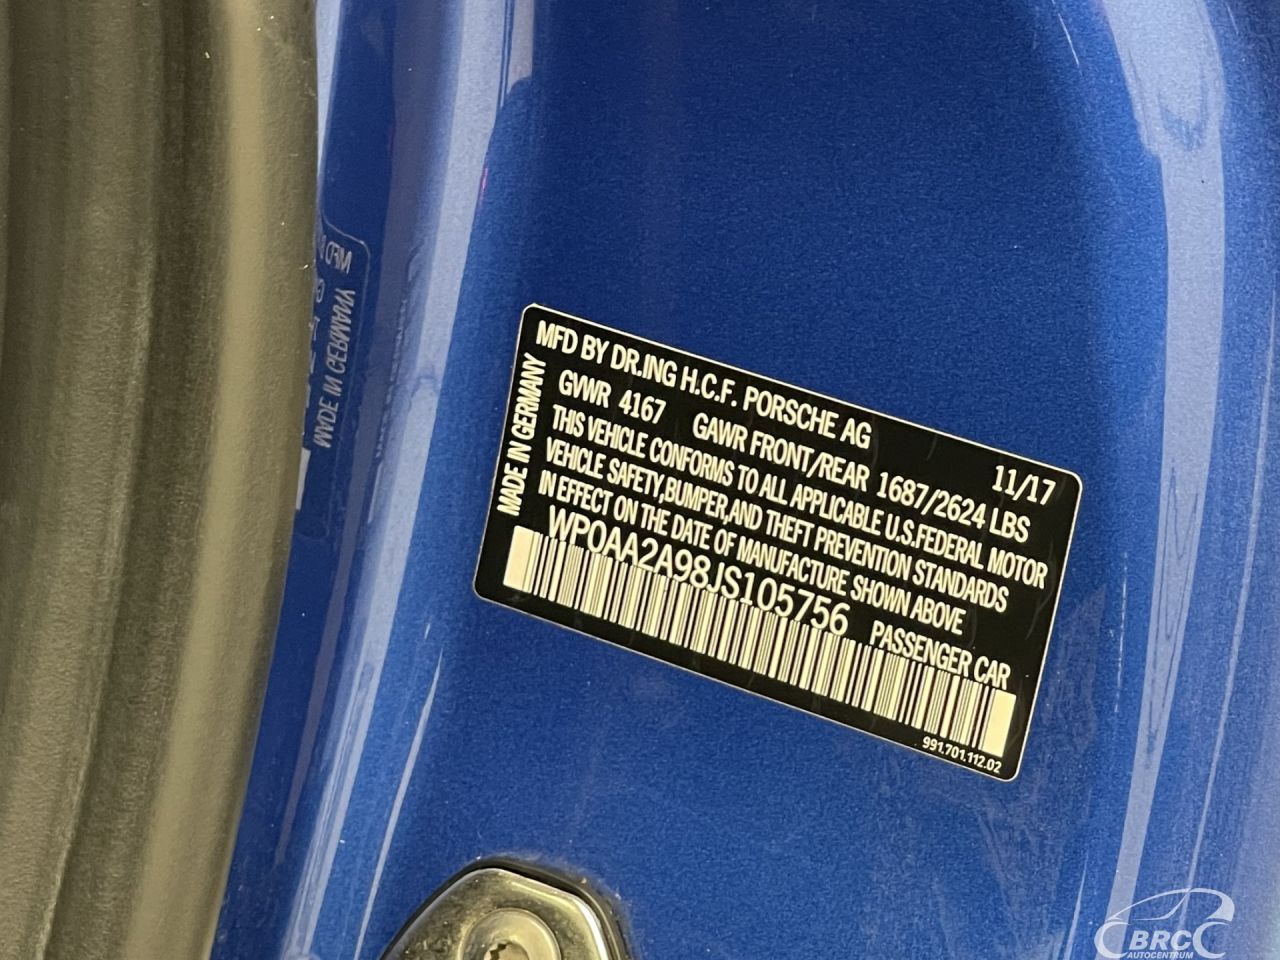 MFD BY DR.ING H.C.F. PORSCHE AG 11/17
GVWR 4167 GAWR FRONT/REAR 1687/2624 LBS
THIS VEHICLE CONFORMS TO ALL APPLICABLE U.S.FEDERAL MOTOR
VEHICLE SAFETY,BUMPER,AND THEFT PREVENTION STANDARDS
IN EFFECT ON THE DATE OF MANUFACTURE SHOWN ABOVE
WP0AA2A98JS105756 PASSENGER CAR
991.701.112.02
MADE IN GERMANY
MADE IN GERMANY
BRC
AUTOCENTRUM